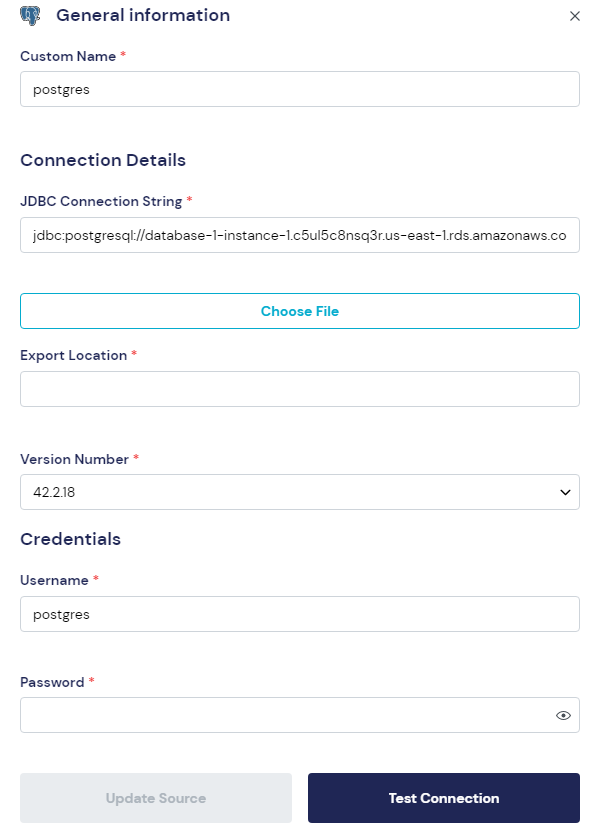 General information
Custom Name *
postgres
Connection Details
JDBC Connection String *
jdbc:postgresql://database-1-instance-1.c5ul5c8nsq3r.us-east-1.rds.amazonaws.co
Choose File
Export Location *
Version Number *
42.2.18
Credentials
Username *
postgres
Password *
Update Source
Test Connection